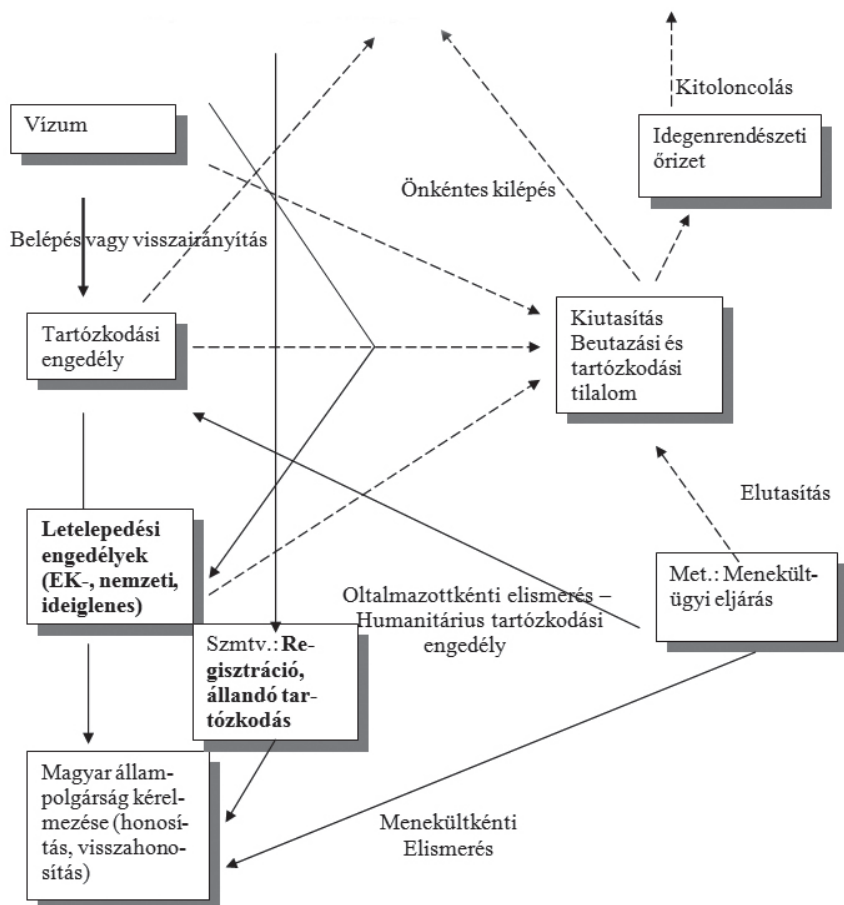 Kitoloncolás
Vízum
Idegenrendészeti
őrizet
Önkéntes kilépés
Belépés vagy visszairányítás
Tartózkodási
engedély
Kiutasítás
Beutazási és
tartózkodási
tilalom
Elutasítás
Letelepedési
engedélyek
(EK-, nemzeti,
ideiglenes)
Met.: Menekült-
ügyi eljárás
Oltalmazottkénti elismerés –
Humanitárius tartózkodási
engedély
Szmtv.: Re-
gisztráció,
állandó tar-
tózkodás
Magyar állam-
polgárság kérel-
mezése (honosí-
tás, visszahono-
sítás)
Menekültkénti
Elismerés